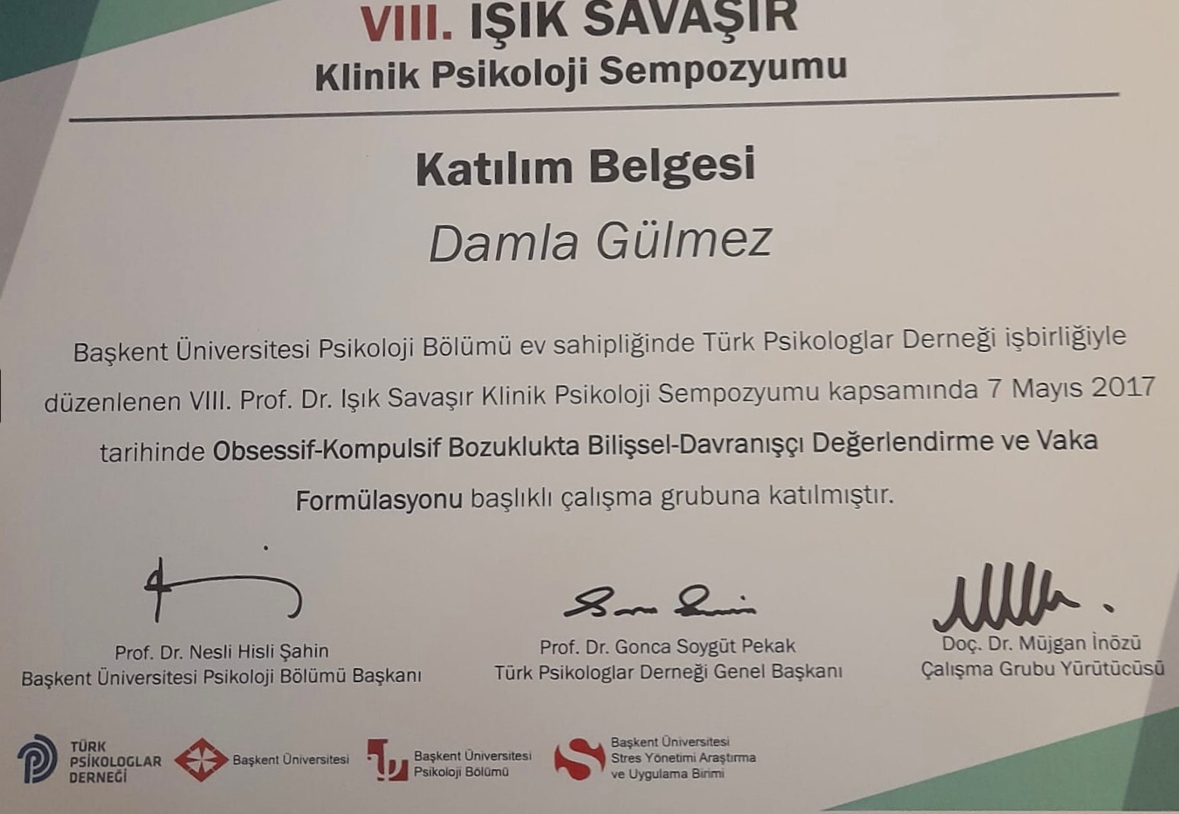 VIII. IŞIK SAVAŞIR
Klinik Psikoloji Sempozyumu
Katılım Belgesi
Damla Gülmez
Başkent Üniversitesi Psikoloji Bölümü ev sahipliğinde Türk Psikologlar Derneği işbirliğiyle
düzenlenen VIII. Prof. Dr. Işık Savaşır Klinik Psikoloji Sempozyumu kapsamında 7 Mayıs 2017
tarihinde Obsessif-Kompulsif Bozuklukta Bilişsel-Davranışçı Değerlendirme ve Vaka
Formülasyonu başlıklı çalışma grubuna katılmıştır.
Prof. Dr. Nesli Hisli Şahin
Başkent Üniversitesi Psikoloji Bölümü Başkanı
Prof. Dr. Gonca Soygüt Pekak
Türk Psikologlar Derneği Genel Başkanı
Doç. Dr. Müjgan İnözü
Çalışma Grubu Yürütücüsü
TÜRK
PSİKOLOGLAR
DERNEĞİ
Başkent Üniversitesi
Başkent Üniversitesi
Psikoloji Bölümü
Başkent Üniversitesi
Stres Yönetimi Araştırma
ve Uygulama Birimi